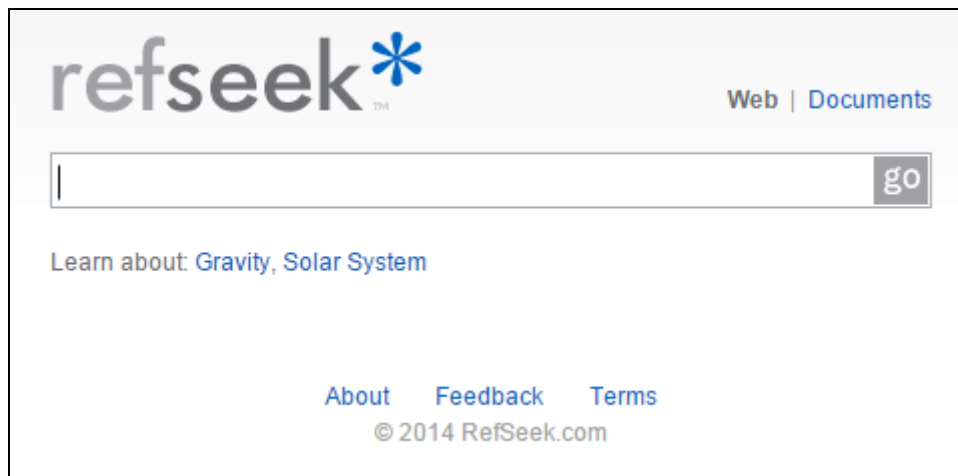 refseek*™
Web | Documents
go
Learn about: Gravity, Solar System
About Feedback Terms
© 2014 RefSeek.com